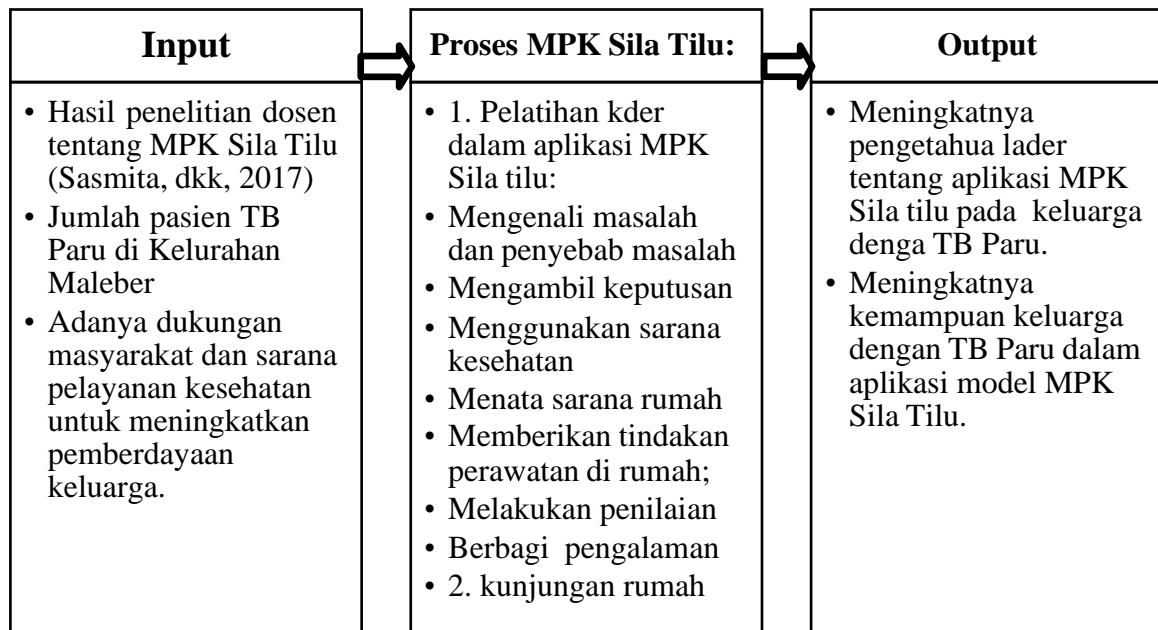 Input
• Hasil penelitian dosen
tentang MPK Sila Tilu
(Sasmita, dkk, 2017)
• Jumlah pasien TB
Paru di Kelurahan
Maleber
• Adanya dukungan
masyarakat dan sarana
pelayanan kesehatan
untuk meningkatkan
pemberdayaan
keluarga.
Proses MPK Sila Tilu:
• 1. Pelatihan kder
dalam aplikasi MPK
Sila tilu:
• Mengenali masalah
dan penyebab masalah
• Mengambil keputusan
• Menggunakan sarana
kesehatan
• Menata sarana rumah
• Memberikan tindakan
perawatan di rumah;
• Melakukan penilaian
• Berbagi pengalaman
• 2. kunjungan rumah
Output
• Meningkatnya
pengetahua lader
tentang aplikasi MPK
Sila tilu pada keluarga
denga TB Paru.
• Meningkatnya
kemampuan keluarga
dengan TB Paru dalam
aplikasi model MPK
Sila Tilu.